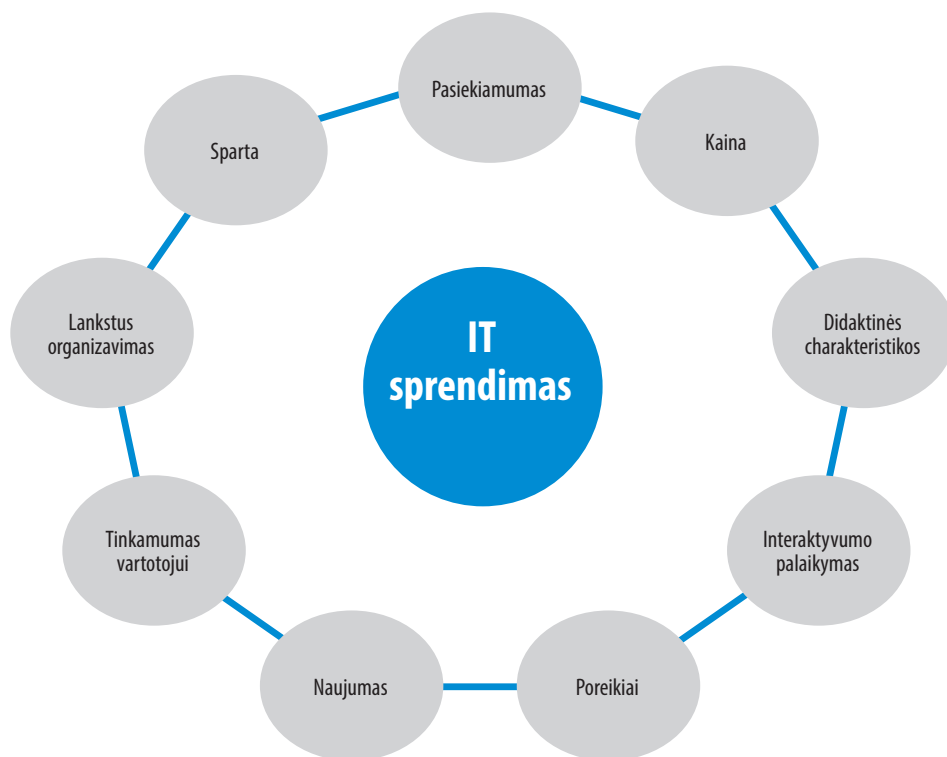 Pasiekiamumas
Kaina
Didaktinės
charakteristikos
Interaktyvumo
palaikymas
Poreikiai
Naujumas
Tinkamumas
vartotojui
Lankstus
organizavimas
Sparta
IT
sprendimas